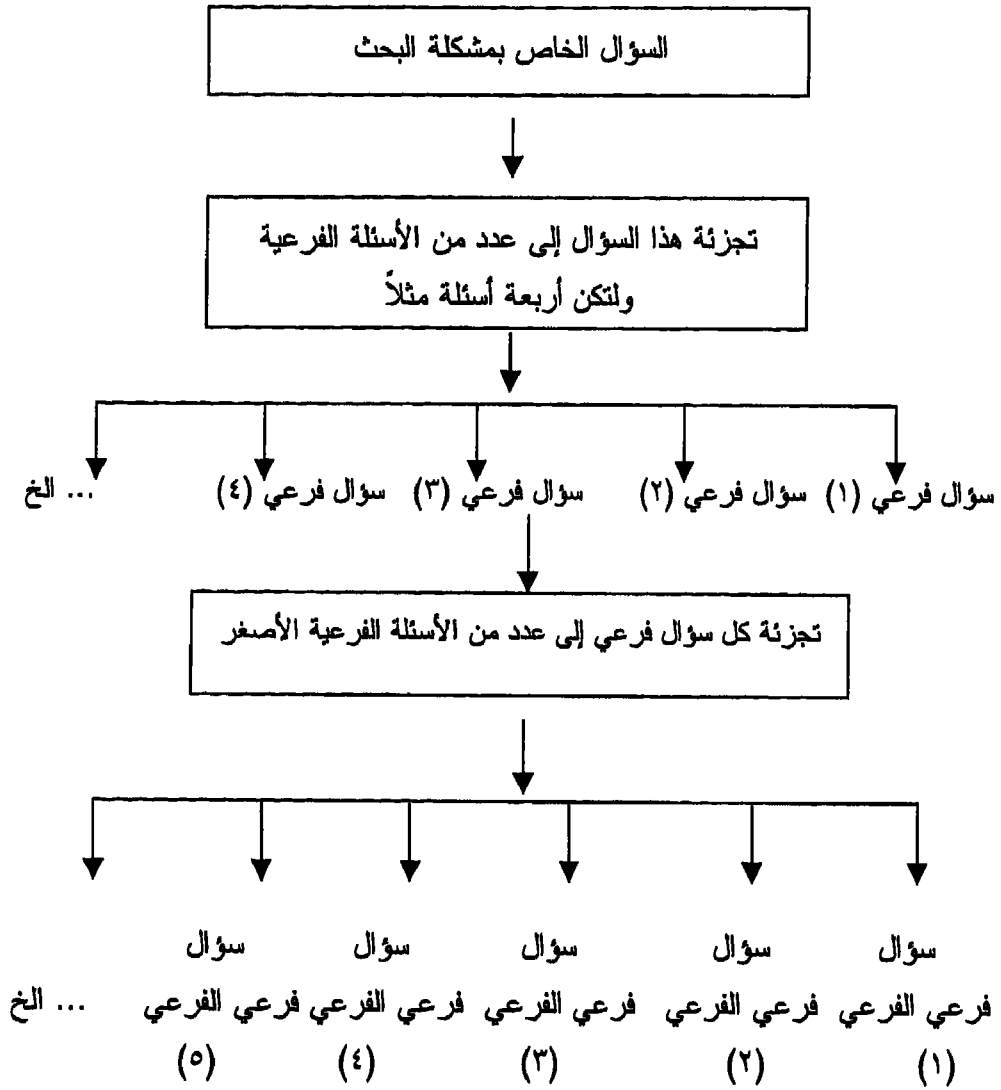 السؤال الخاص بمشكلة البحث
تجزئة هذا السؤال إلى عدد من الأسئلة الفرعية
ولتكن أربعة أسئلة مثلاً
سؤال فرعي (١) سؤال فرعي (٢) سؤال فرعي (٣) سؤال فرعي (٤) ... الخ
تجزئة كل سؤال فرعي إلى عدد من الأسئلة الفرعية الأصغر
سؤال سؤال سؤال سؤال سؤال
فرعي الفرعي فرعي الفرعي فرعي الفرعي فرعي الفرعي فرعي الفرعي ... الخ
(١) (٢) (٣) (٤) (٥)